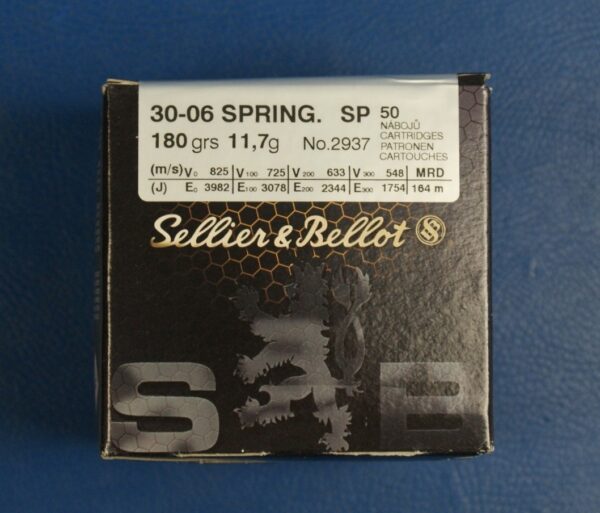 30-06 SPRING. SP 50
NÁBOJŮ
180 grs 11,7g No.2937 CARTRIDGES
PATRONEN
CARTOUCHES
(m/s) V0 825 V100 725 V200 633 V300 548 MRD
(J) E0 3982 E100 3078 E200 2344 E300 1754 164 m
Sellier & Bellot
S B